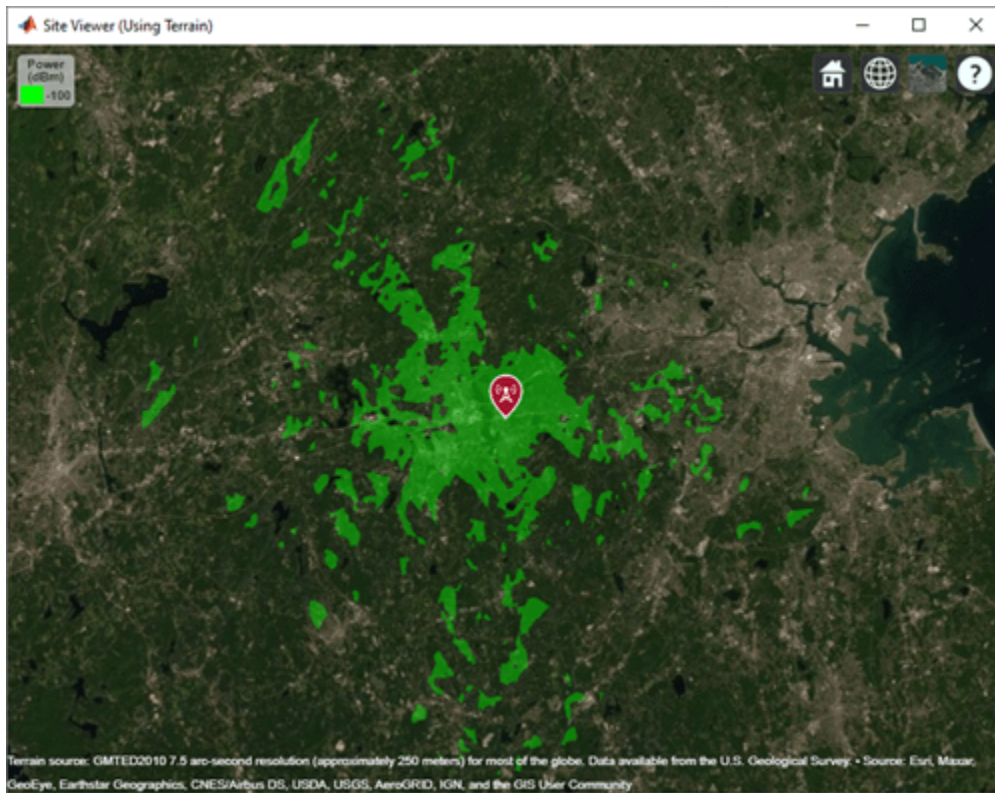 Site Viewer (Using Terrain)
Power
(dBm)
-100
?
Terrain source: GMTED2010 7.5 arc-second resolution (approximately 250 meters) for most of the globe. Data available from the U.S. Geological Survey. • Source: Esri, Maxar,
GeoEye, Earthstar Geographics, CNES/Airbus DS, USDA, USGS, AeroGRID, IGN, and the GIS User Community